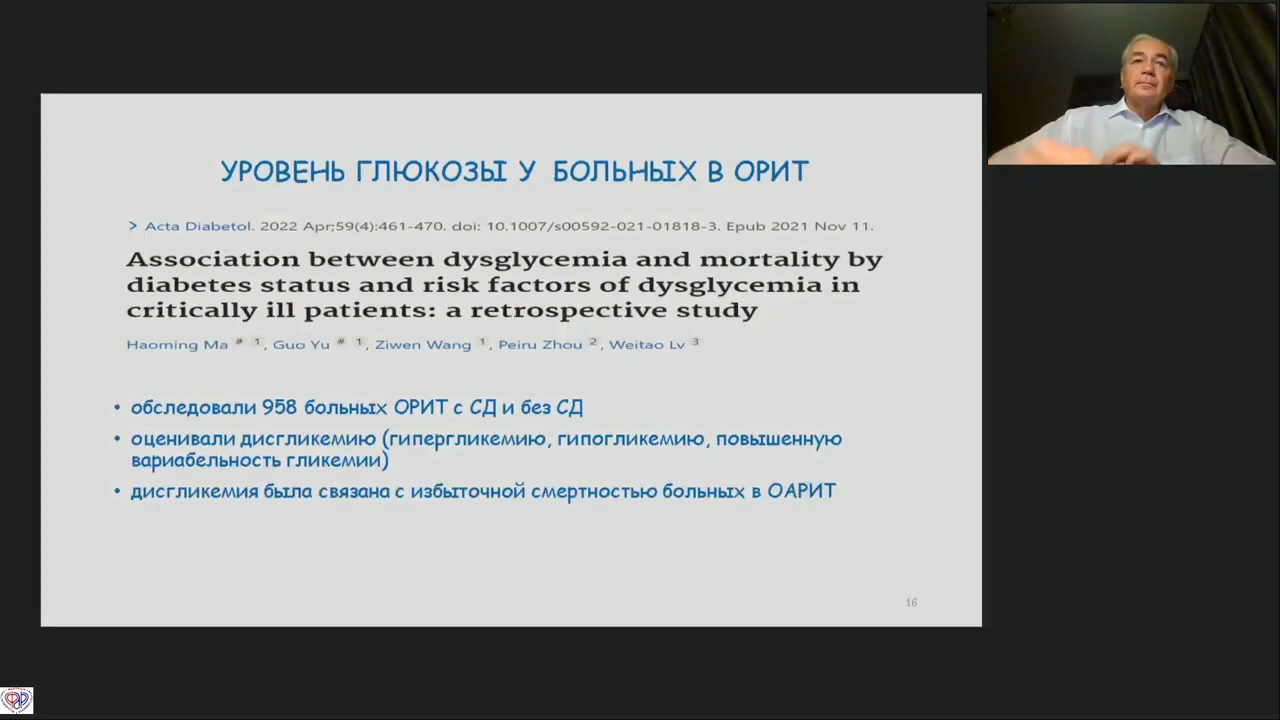 УРОВЕНЬ ГЛЮКОЗЫ У БОЛЬНЫХ В ОРИТ
> Acta Diabetol. 2022 Apr;59(4):461-470. doi: 10.1007/s00592-021-01818-3. Epub 2021 Nov 11.
Association between dysglycemia and mortality by
diabetes status and risk factors of dysglycemia in
critically ill patients: a retrospective study
Haoming Ma # 1, Guo Yu # 1, Ziwen Wang 1, Peiru Zhou 2, Weitao Lv 3
• обследовали 958 больных ОРИТ с СД и без СД
• оценивали дисгликемию (гипергликемию, гипогликемию, повышенную
вариабельность гликемии)
• дисгликемия была связана с избыточной смертностью больных в ОАРИТ
16